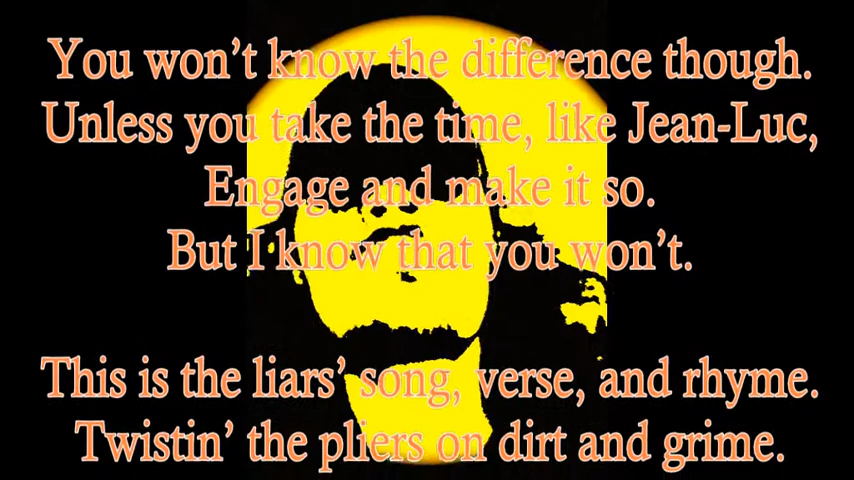 You won’t know the difference though.
Unless you take the time, like Jean-Luc,
Engage and make it so.
But I know that you won’t.
This is the liars’ song, verse, and rhyme.
Twistin’ the pliers on dirt and grime.